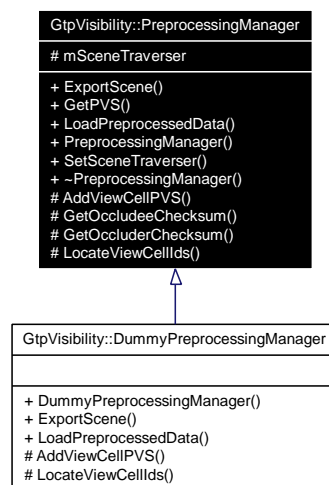 GtpVisibility::PreprocessingManager
# mSceneTraverser
+ ExportScene()
+ GetPVS()
+ LoadPreprocessedData()
+ PreprocessingManager()
+ SetSceneTraverser()
+ ~PreprocessingManager()
# AddViewCellPVS()
# GetOccludeeChecksum()
# GetOccluderChecksum()
# LocateViewCellIds()
GtpVisibility::DummyPreprocessingManager
+ DummyPreprocessingManager()
+ ExportScene()
+ LoadPreprocessedData()
# AddViewCellPVS()
# LocateViewCellIds()